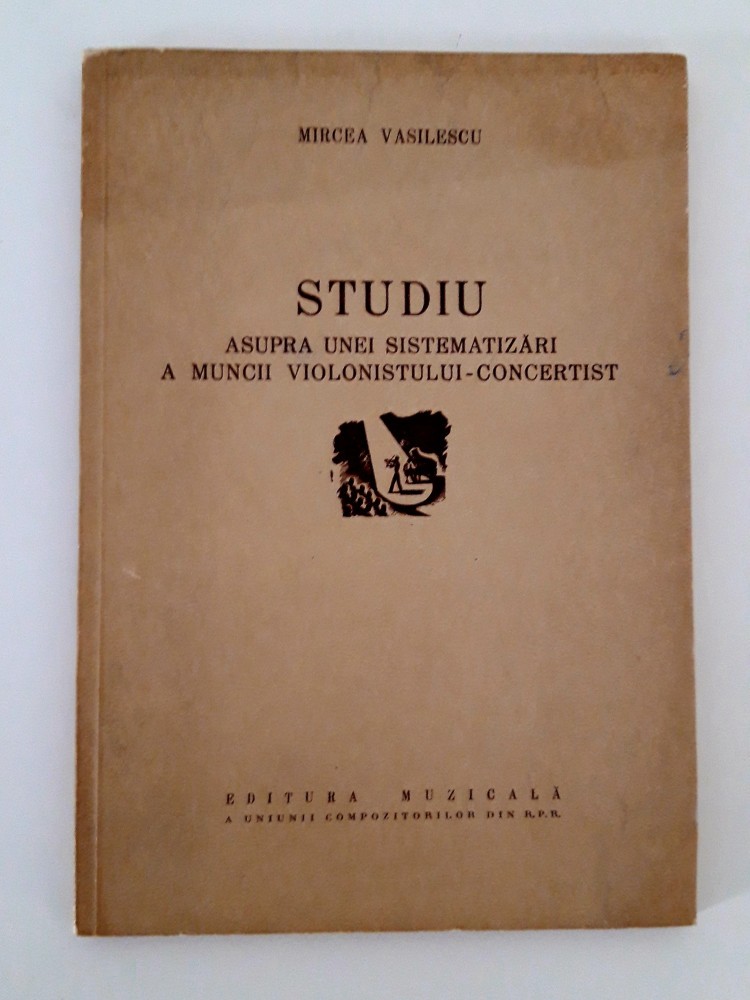 MIRCEA VASILESCU
STUDIU
ASUPRA UNEI SISTEMATIZĂRI
A MUNCII VIOLONISTULUI-CONCERTIST
EDITURA MUZICALĂ
A UNIUNII COMPOZITORILOR DIN R.P.R.